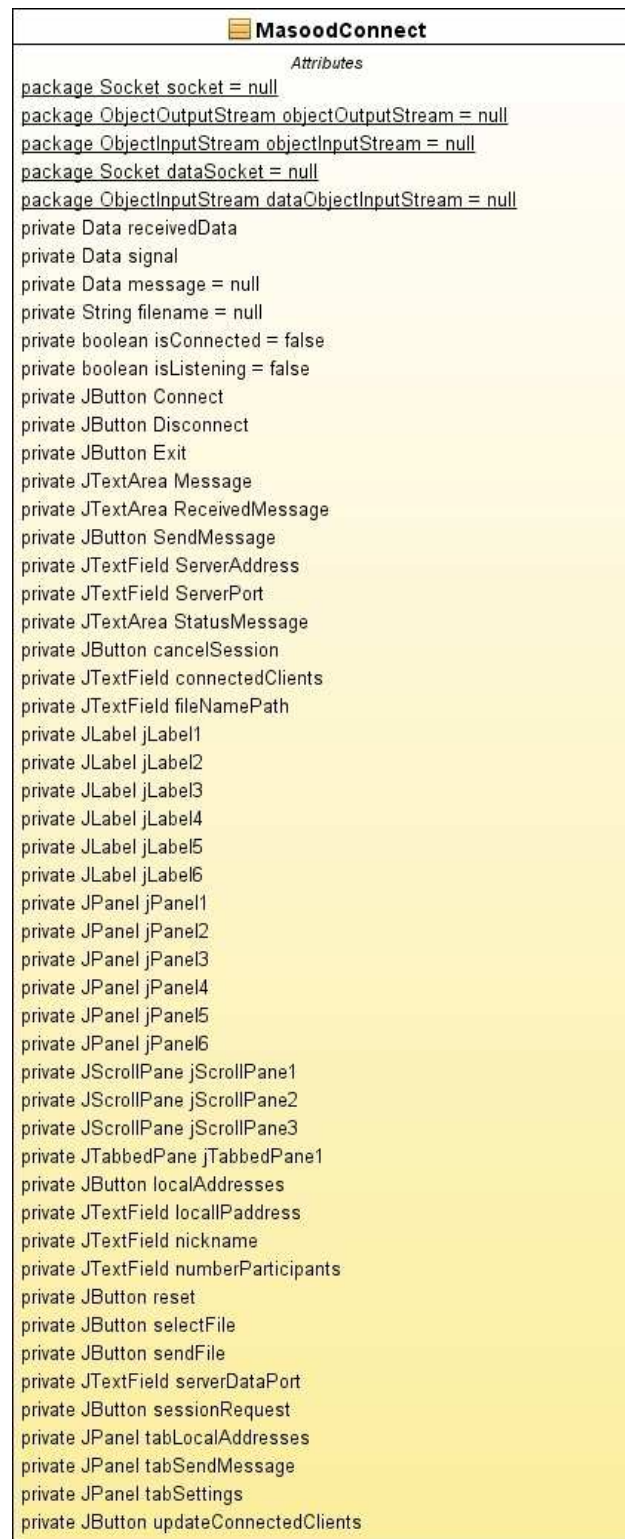 MasoodConnect
Attributes
package Socket socket = null
package ObjectOutputStream objectOutputStream = null
package ObjectInputStream objectInputStream = null
package Socket dataSocket = null
package ObjectInputStream dataObjectInputStream = null
private Data receivedData
private Data signal
private Data message = null
private String filename = null
private boolean isConnected = false
private boolean isListening = false
private JButton Connect
private JButton Disconnect
private JButton Exit
private JTextArea Message
private JTextArea ReceivedMessage
private JButton SendMessage
private JTextField ServerAddress
private JTextField ServerPort
private JTextArea StatusMessage
private JButton cancelSession
private JTextField connectedClients
private JTextField fileNamePath
private JLabel jLabel1
private JLabel jLabel2
private JLabel jLabel3
private JLabel jLabel4
private JLabel jLabel5
private JLabel jLabel6
private JPanel jPanel1
private JPanel jPanel2
private JPanel jPanel3
private JPanel jPanel4
private JPanel jPanel5
private JPanel jPanel6
private JScrollPane jScrollPane1
private JScrollPane jScrollPane2
private JScrollPane jScrollPane3
private JTabbedPane jTabbedPane1
private JButton localAddresses
private JTextField localIPaddress
private JTextField nickname
private JTextField numberParticipants
private JButton reset
private JButton selectFile
private JButton sendFile
private JTextField serverDataPort
private JButton sessionRequest
private JPanel tabLocalAddresses
private JPanel tabSendMessage
private JPanel tabSettings
private JButton updateConnectedClients